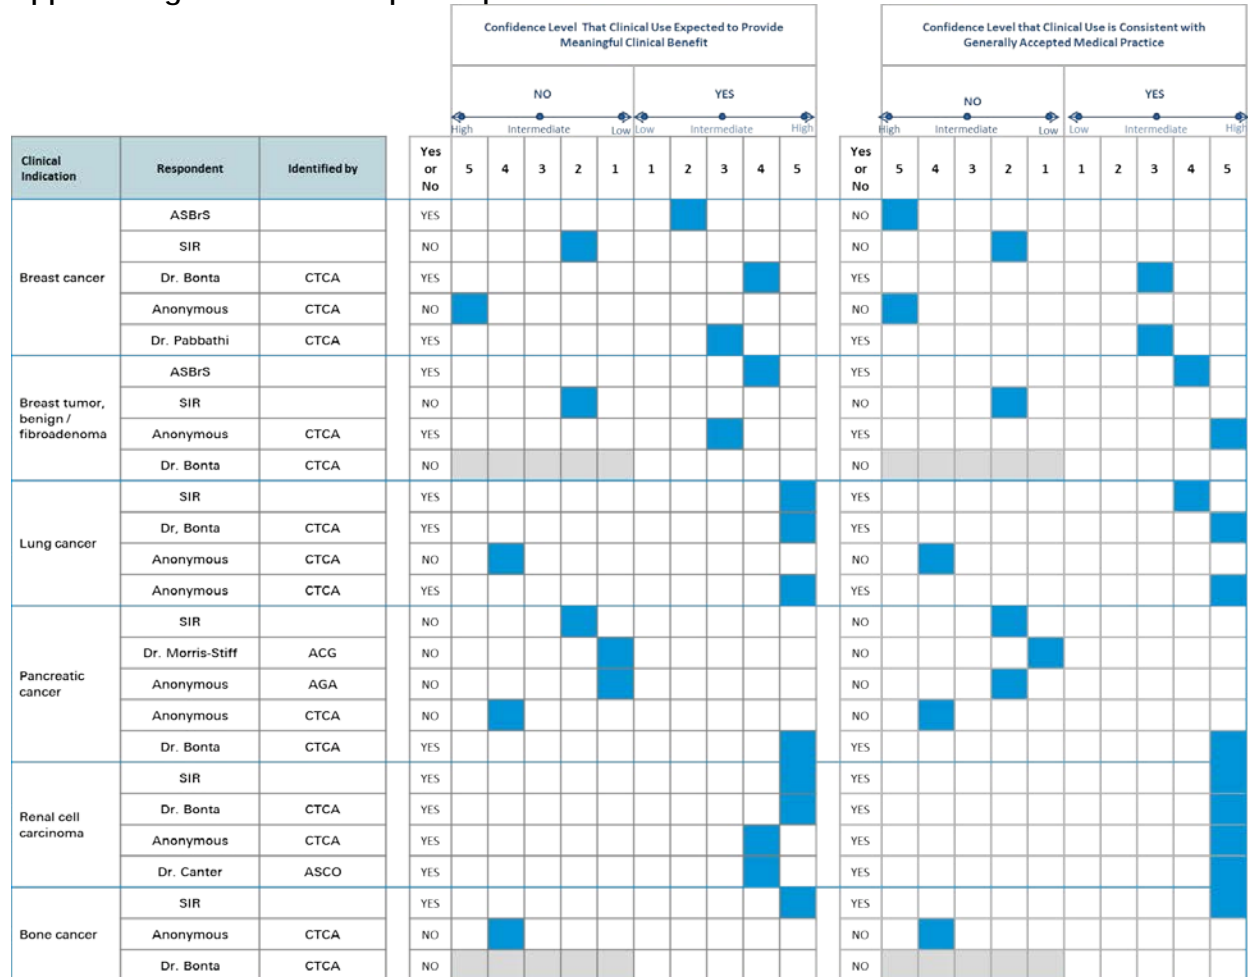 Confidence Level That Clinical Use Expected to Provide
Meaningful Clinical Benefit
Confidence Level that Clinical Use is Consistent with
Generally Accepted Medical Practice
NO YES NO YES
High Intermediate Low Low Intermediate High High Intermediate Low Low Intermediate High
Clinical Indication Respondent Identified by Yes or No 5 4 3 2 1 1 2 3 4 5 Yes or No 5 4 3 2 1 1 2 3 4 5
Breast cancer
ASBrS YES NO
SIR NO NO
Dr. Bonta CTCA YES YES
Anonymous CTCA NO NO
Dr. Pabbathi CTCA YES YES
Breast tumor,
benign /
fibroadenoma
ASBrS YES YES
SIR NO NO
Anonymous CTCA YES YES
Dr. Bonta CTCA NO NO
Lung cancer
SIR YES YES
Dr, Bonta CTCA YES YES
Anonymous CTCA NO NO
Anonymous CTCA YES YES
Pancreatic
cancer
SIR NO NO
Dr. Morris-Stiff ACG NO NO
Anonymous AGA NO NO
Anonymous CTCA NO NO
Dr. Bonta CTCA YES YES
Renal cell
carcinoma
SIR YES YES
Dr. Bonta CTCA YES YES
Anonymous CTCA YES YES
Dr. Canter ASCO YES YES
Bone cancer
SIR YES YES
Anonymous CTCA NO NO
Dr. Bonta CTCA NO NO